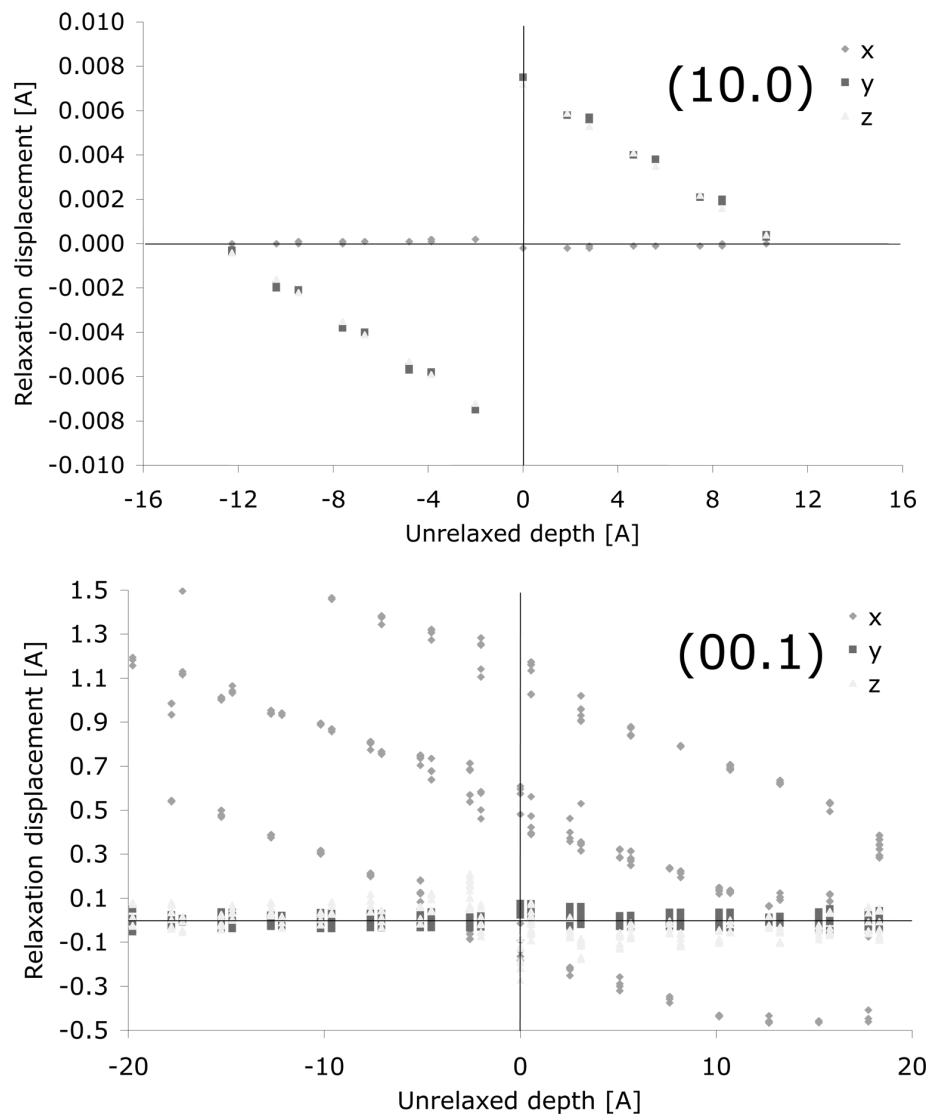 Relaxation displacement [A]
0.010
0.008
0.006
0.004
0.002
0.000
-0.002
-0.004
-0.006
-0.008
-0.010
(10.0)
x
y
z
-16 -12 -8 -4 0 4 8 12 16
Unrelaxed depth [A]
Relaxation displacement [A]
1.5
1.3
1.1
0.9
0.7
0.5
0.3
0.1
-0.1
-0.3
-0.5
(00.1)
x
y
z
-20 -10 0 10 20
Unrelaxed depth [A]